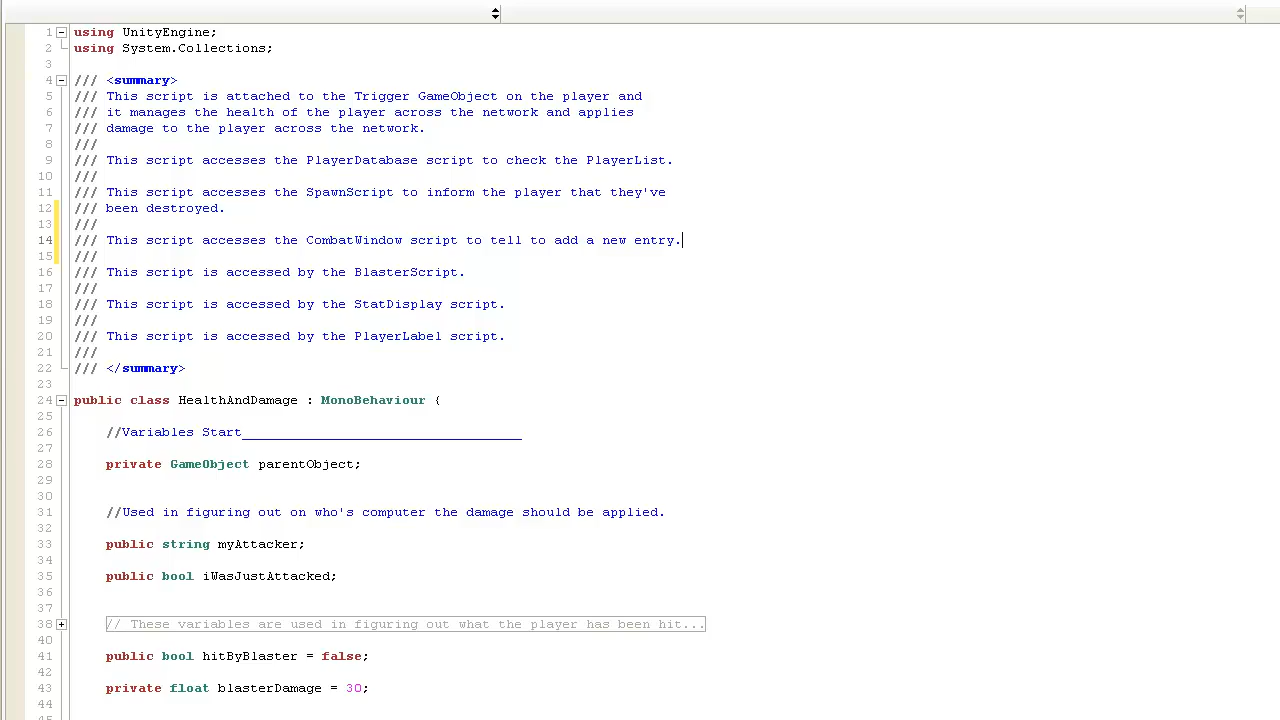 1 using UnityEngine;
2 using System.Collections;
3
4 /// <summary>
5 /// This script is attached to the Trigger GameObject on the player and
6 /// it manages the health of the player across the network and applies
7 /// damage to the player across the network.
8 ///
9 /// This script accesses the PlayerDatabase script to check the PlayerList.
10 ///
11 /// This script accesses the SpawnScript to inform the player that they've
12 /// been destroyed.
13 ///
14 /// This script accesses the CombatWindow script to tell to add a new entry.
15 ///
16 /// This script is accessed by the BlasterScript.
17 ///
18 /// This script is accessed by the StatDisplay script.
19 ///
20 /// This script is accessed by the PlayerLabel script.
21 ///
22 /// </summary>
23
24 public class HealthAndDamage : MonoBehaviour {
25
26 //Variables Start___________________________________
27
28 private GameObject parentObject;
29
30
31 //Used in figuring out on who's computer the damage should be applied.
32
33 public string myAttacker;
34
35 public bool iWasJustAttacked;
36
37
38 // These variables are used in figuring out what the player has been hit...
40
41 public bool hitByBlaster = false;
42
43 private float blasterDamage = 30;
44
45